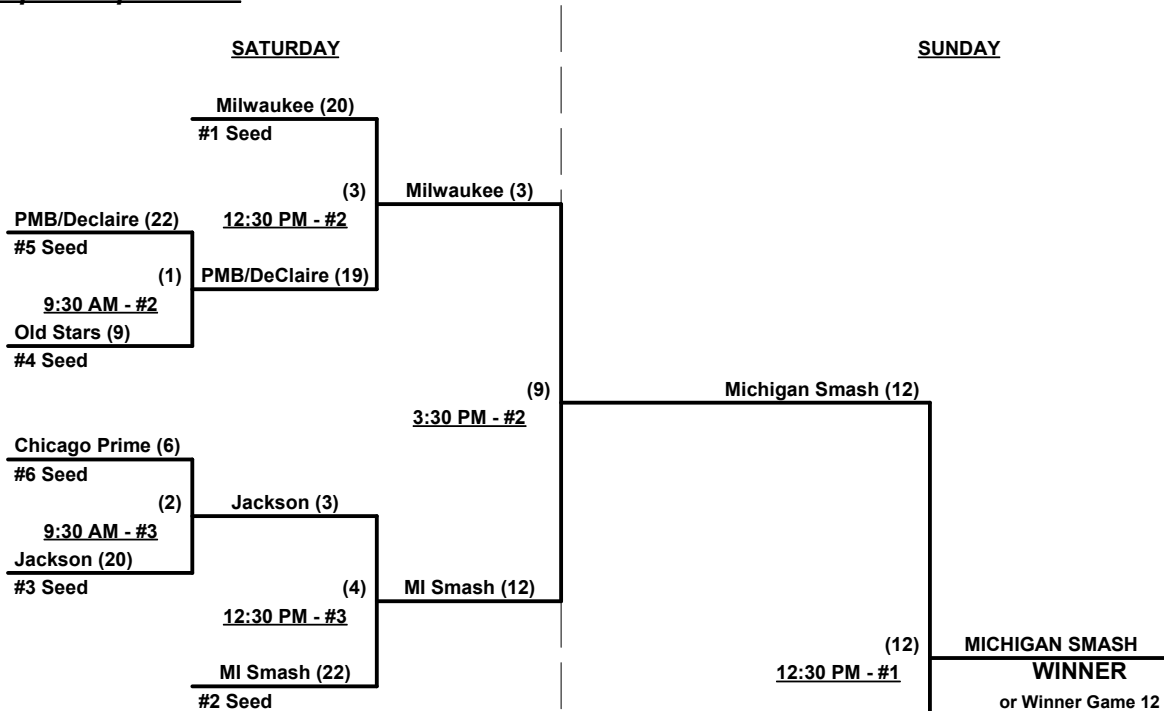 SATURDAY
SUNDAY
Milwaukee (20)
#1 Seed
(3)
12:30 PM - #2
Milwaukee (3)
PMB/Declaire (22)
#5 Seed
(1)
9:30 AM - #2
PMB/DeClaire (19)
Old Stars (9)
#4 Seed
(9)
3:30 PM - #2
Michigan Smash (12)
Chicago Prime (6)
#6 Seed
(2)
9:30 AM - #3
Jackson (3)
Jackson (20)
#3 Seed
(4)
12:30 PM - #3
MI Smash (12)
MI Smash (22)
#2 Seed
(12)
12:30 PM - #1
MICHIGAN SMASH
WINNER
or Winner Game 12